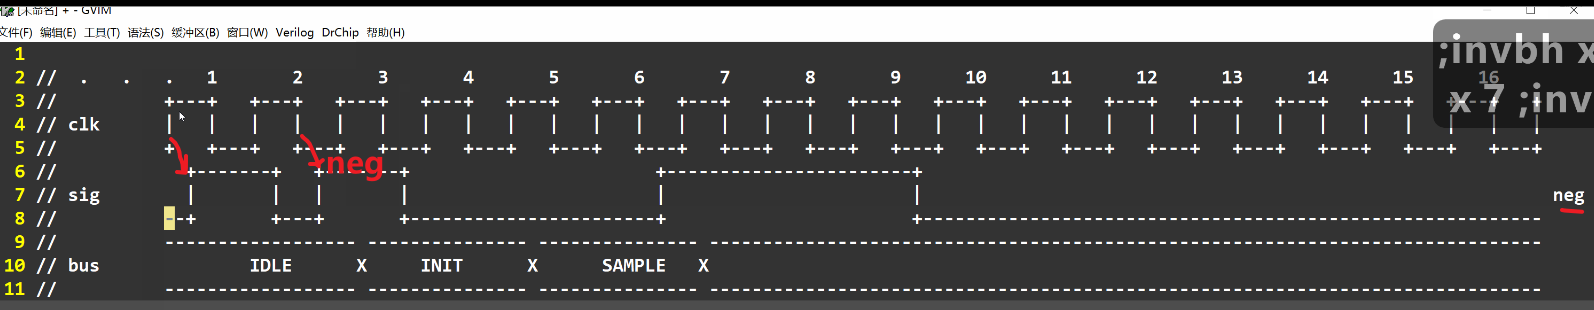 [未命名] + - GVIM
文件(F) 编辑(E) 工具(T) 语法(S) 缓冲区(B) 窗口(W) Verilog DrChip 帮助(H)
;invbh x
x 7 ;inv
1
2 // . . . 1 2 3 4 5 6 7 8 9 10 11 12 13 14 15 16
3 // +---+ +---+ +---+ +---+ +---+ +---+ +---+ +---+ +---+ +---+ +---+ +---+ +---+ +---+ +---+ +---+ +
4 // clk | | | | | | | | | | | | | | | | | | | | | | | | | | | | | | | | |
5 // + +---+ +---+ +---+ +---+ +---+ +---+ +---+ +---+ +---+ +---+ +---+ +---+ +---+ +---+ +---+ +---+
neg
6 // +-------+ +-------+ +-----------------------+
7 // sig | | | | | | neg
8 // --+ +---+ +-----------------------+ +----------------------------------------------------------
9 // ------------------ --------------- --------------- ------------------------------------------------------------------------------
10 // bus IDLE X INIT X SAMPLE X
11 // ------------------ --------------- --------------- ------------------------------------------------------------------------------